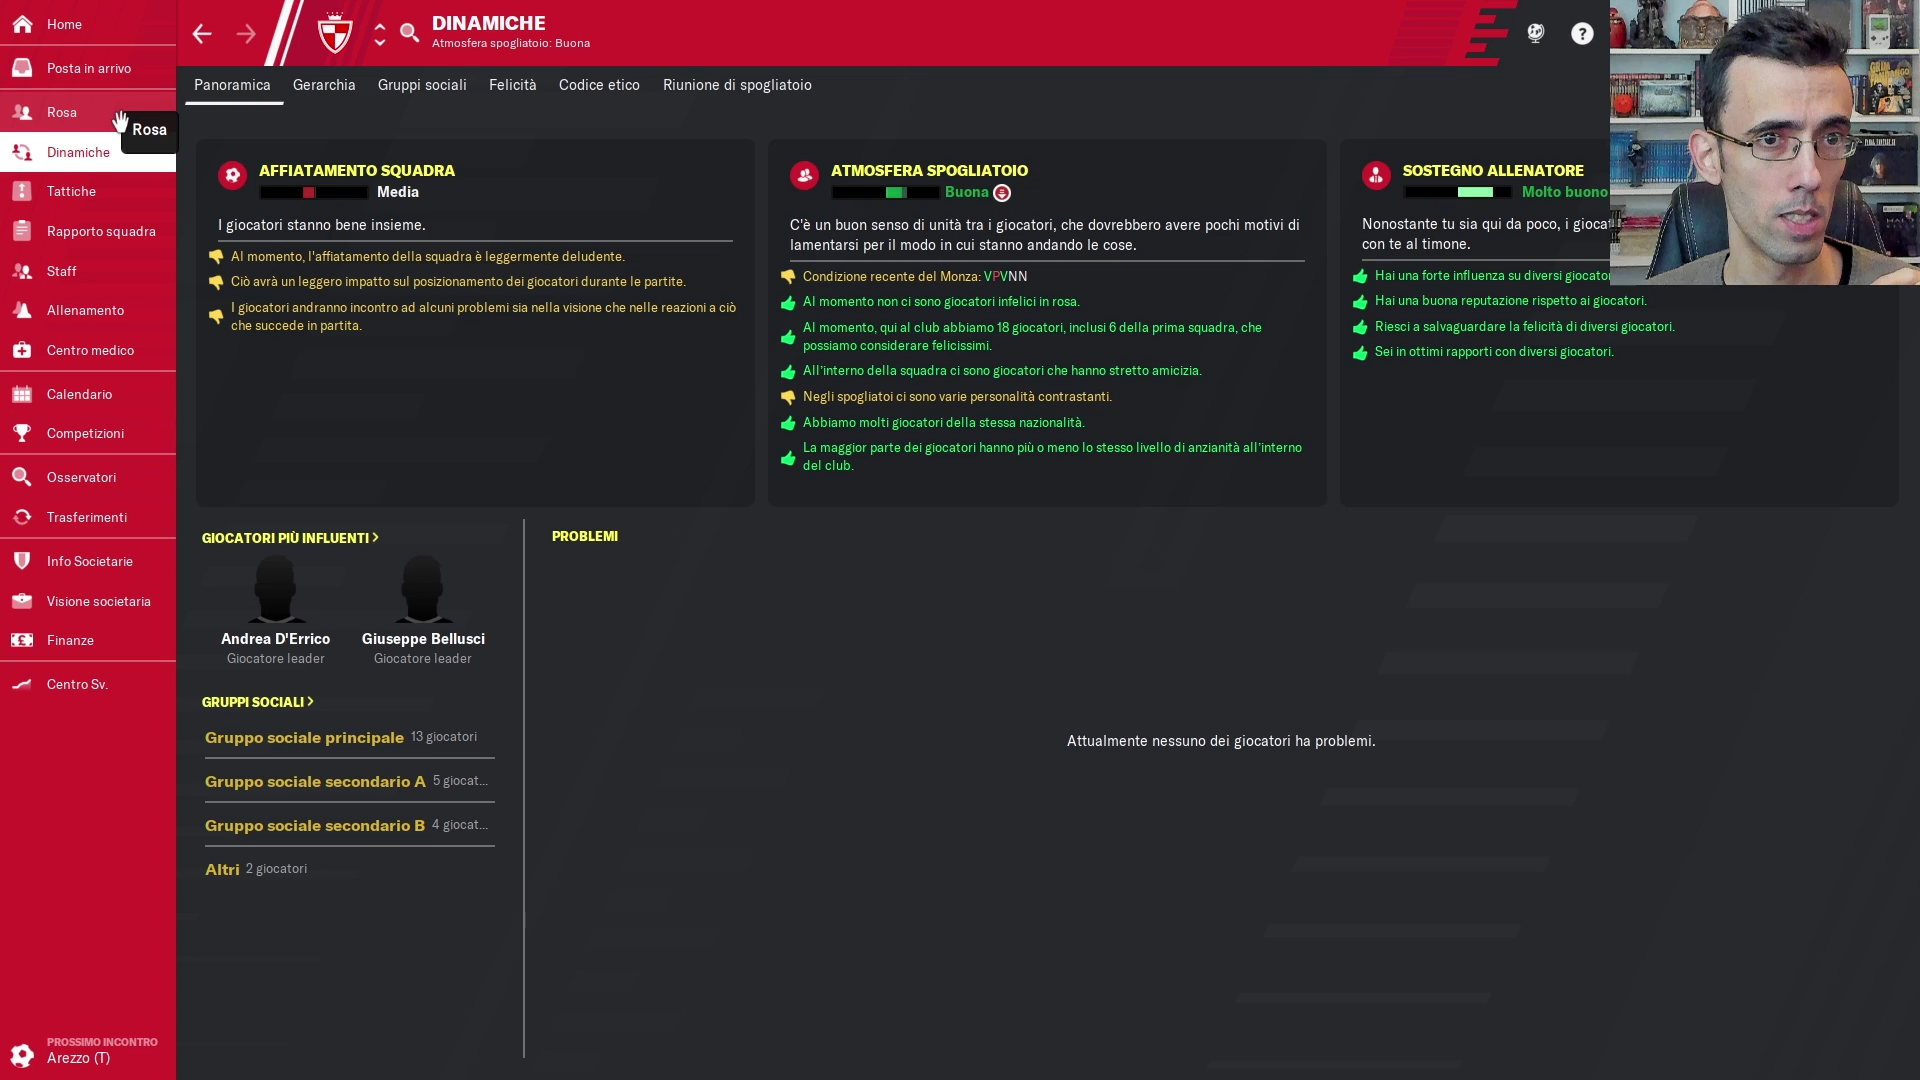 Home
Posta in arrivo
Rosa
Rosa
Dinamiche
Tattiche
Rapporto squadra
Staff
Allenamento
Centro medico
Calendario
Competizioni
Osservatori
Trasferimenti
Info Societarie
Visione societaria
Finanze
Centro Sv.
PROSSIMO INCONTRO
Arezzo (T)
DINAMICHE
Atmosfera spogliatoio: Buona
?
Panoramica Gerarchia Gruppi sociali Felicità Codice etico Riunione di spogliatoio
AFFIATAMENTO SQUADRA
Media
I giocatori stanno bene insieme.
Al momento, l'affiatamento della squadra è leggermente deludente.
Ciò avrà un leggero impatto sul posizionamento dei giocatori durante le partite.
I giocatori andranno incontro ad alcuni problemi sia nella visione che nelle reazioni a ciò
che succede in partita.
ATMOSFERA SPOGLIATOIO
Buona
C'è un buon senso di unità tra i giocatori, che dovrebbero avere pochi motivi di
lamentarsi per il modo in cui stanno andando le cose.
Condizione recente del Monza: VPVNN
Al momento non ci sono giocatori infelici in rosa.
Al momento, qui al club abbiamo 18 giocatori, inclusi 6 della prima squadra, che
possiamo considerare felicissimi.
All'interno della squadra ci sono giocatori che hanno stretto amicizia.
Negli spogliatoi ci sono varie personalità contrastanti.
Abbiamo molti giocatori della stessa nazionalità.
La maggior parte dei giocatori hanno più o meno lo stesso livello di anzianità all'interno
del club.
SOSTEGNO ALLENATORE
Molto buono
Nonostante tu sia qui da poco, i giocat
con te al timone.
Hai una forte influenza su diversi giocator
Hai una buona reputazione rispetto ai giocatori.
Riesci a salvaguardare la felicità di diversi giocatori.
Sei in ottimi rapporti con diversi giocatori.
GIOCATORI PIÙ INFLUENTI >
Andrea D'Errico
Giocatore leader
Giuseppe Bellusci
Giocatore leader
GRUPPI SOCIALI >
Gruppo sociale principale 13 giocatori
Gruppo sociale secondario A 5 giocat...
Gruppo sociale secondario B 4 giocat...
Altri 2 giocatori
PROBLEMI
Attualmente nessuno dei giocatori ha problemi.